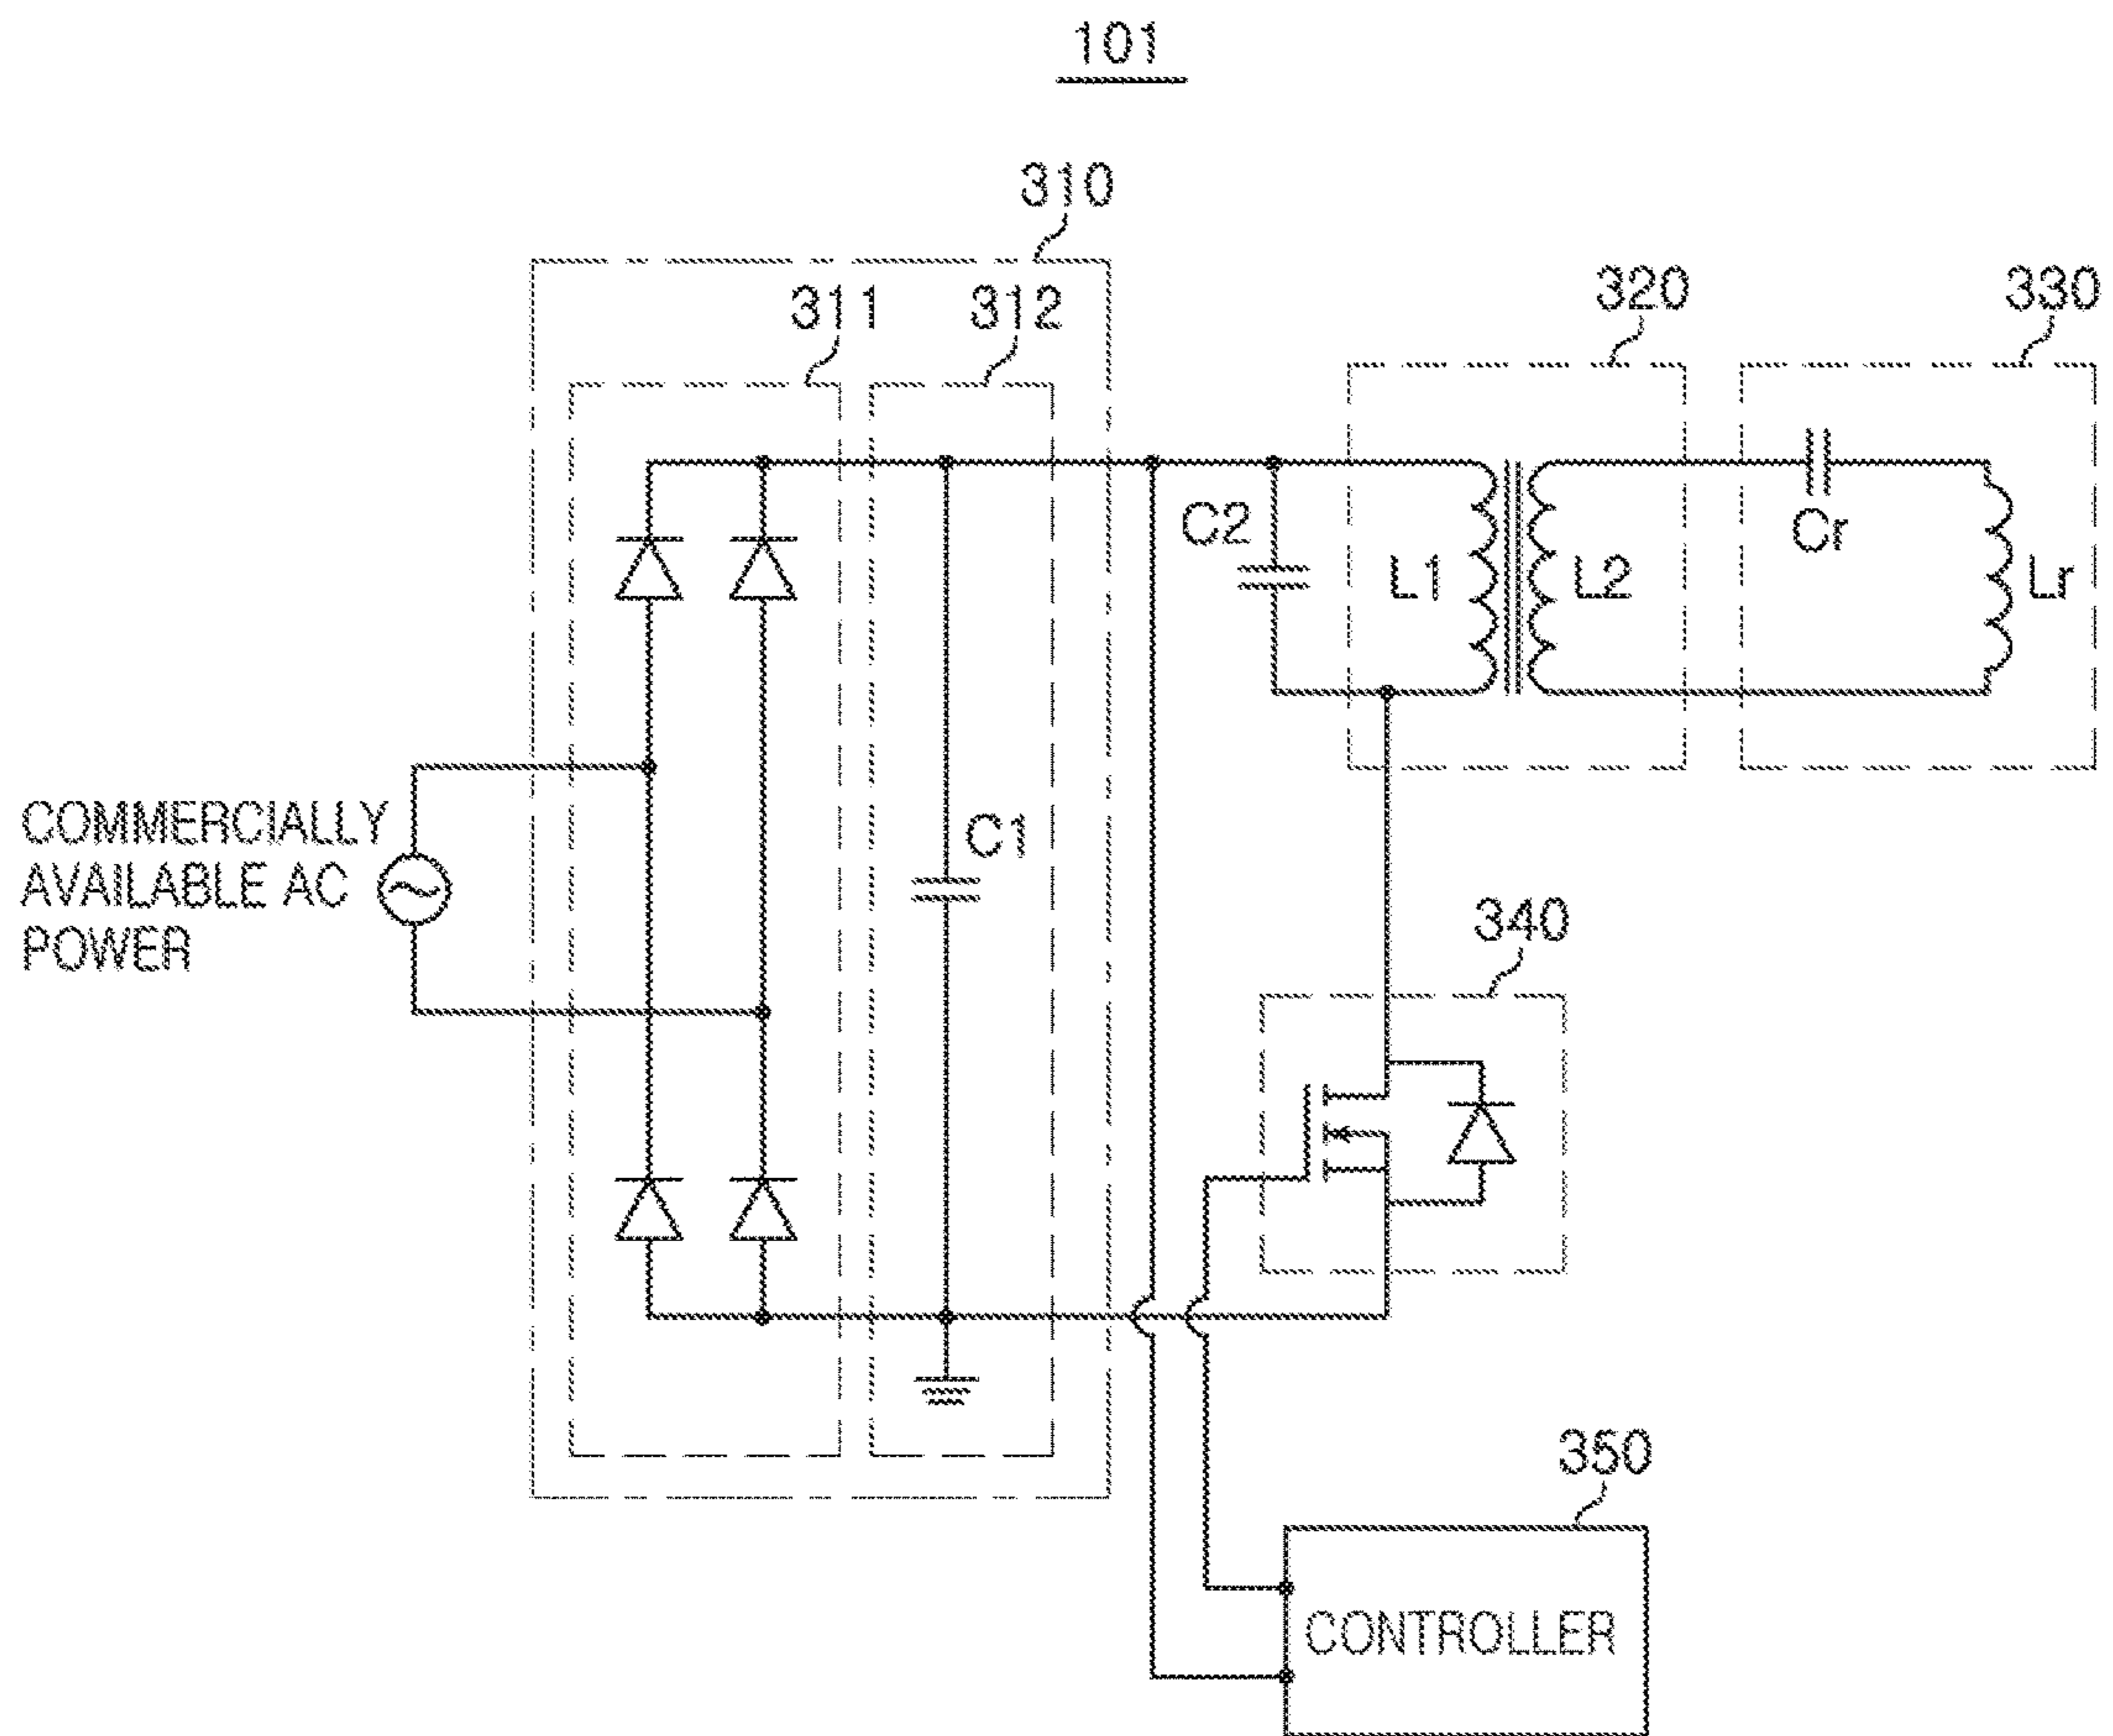 101
310
311
312
320
330
C2
L1
L2
Cr
Lr
COMMERCIALLY
AVAILABLE AC
POWER
C1
340
350
CONTROLLER